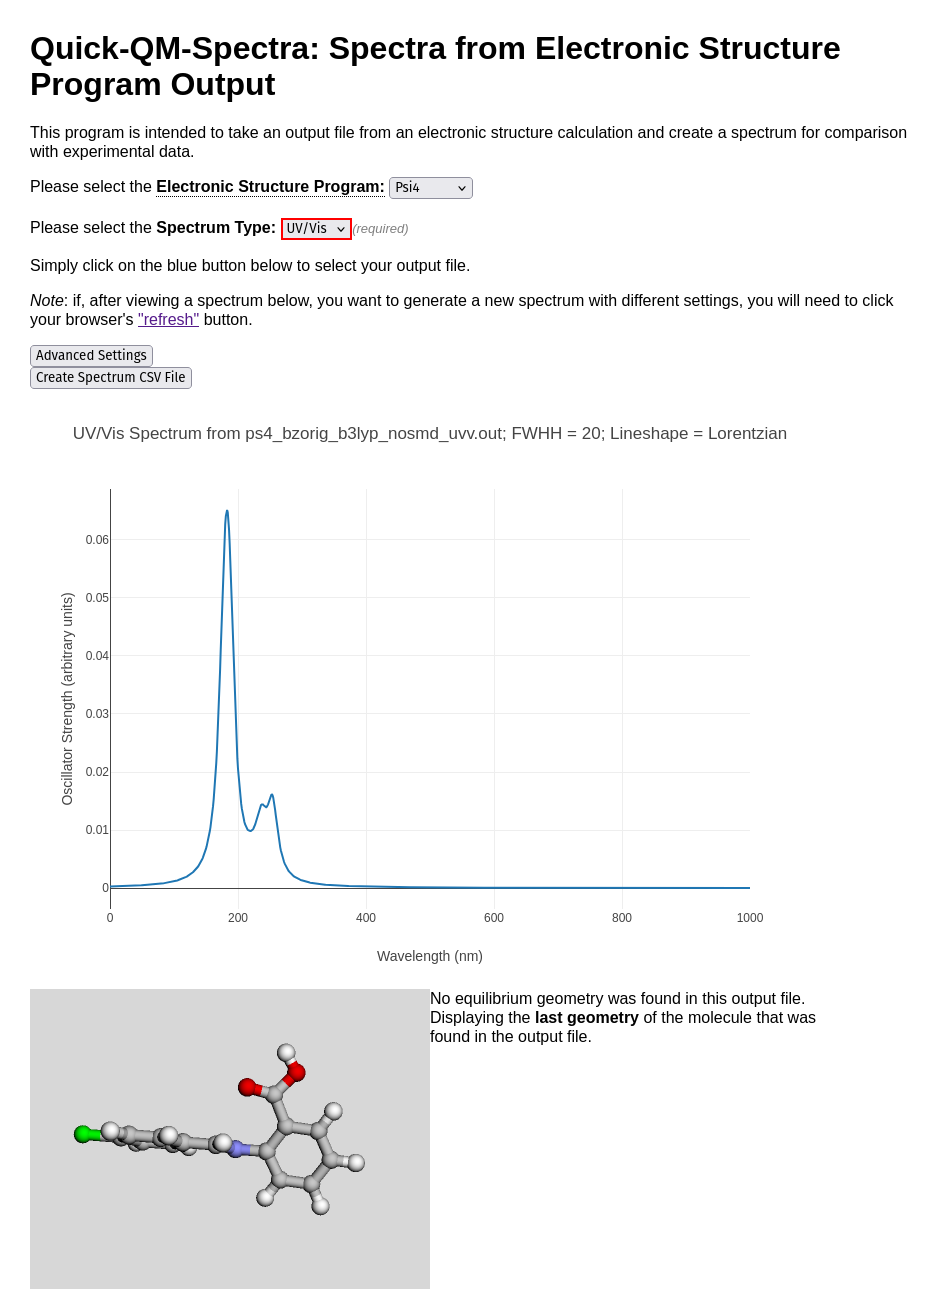 Quick-QM-Spectra: Spectra from Electronic Structure
Program Output
This program is intended to take an output file from an electronic structure calculation and create a spectrum for comparison
with experimental data.
Please select the Electronic Structure Program: Psi4
Please select the Spectrum Type: UV/Vis (required)
Simply click on the blue button below to select your output file.
Note: if, after viewing a spectrum below, you want to generate a new spectrum with different settings, you will need to click
your browser's "refresh" button.
Advanced Settings
Create Spectrum CSV File
UV/Vis Spectrum from ps4_bzorig_b3lyp_nosmd_uvv.out; FWHH = 20; Lineshape = Lorentzian
Oscillator Strength (arbitrary units)
0.06
0.05
0.04
0.03
0.02
0.01
0
0 200 400 600 800 1000
Wavelength (nm)
No equilibrium geometry was found in this output file.
Displaying the last geometry of the molecule that was
found in the output file.